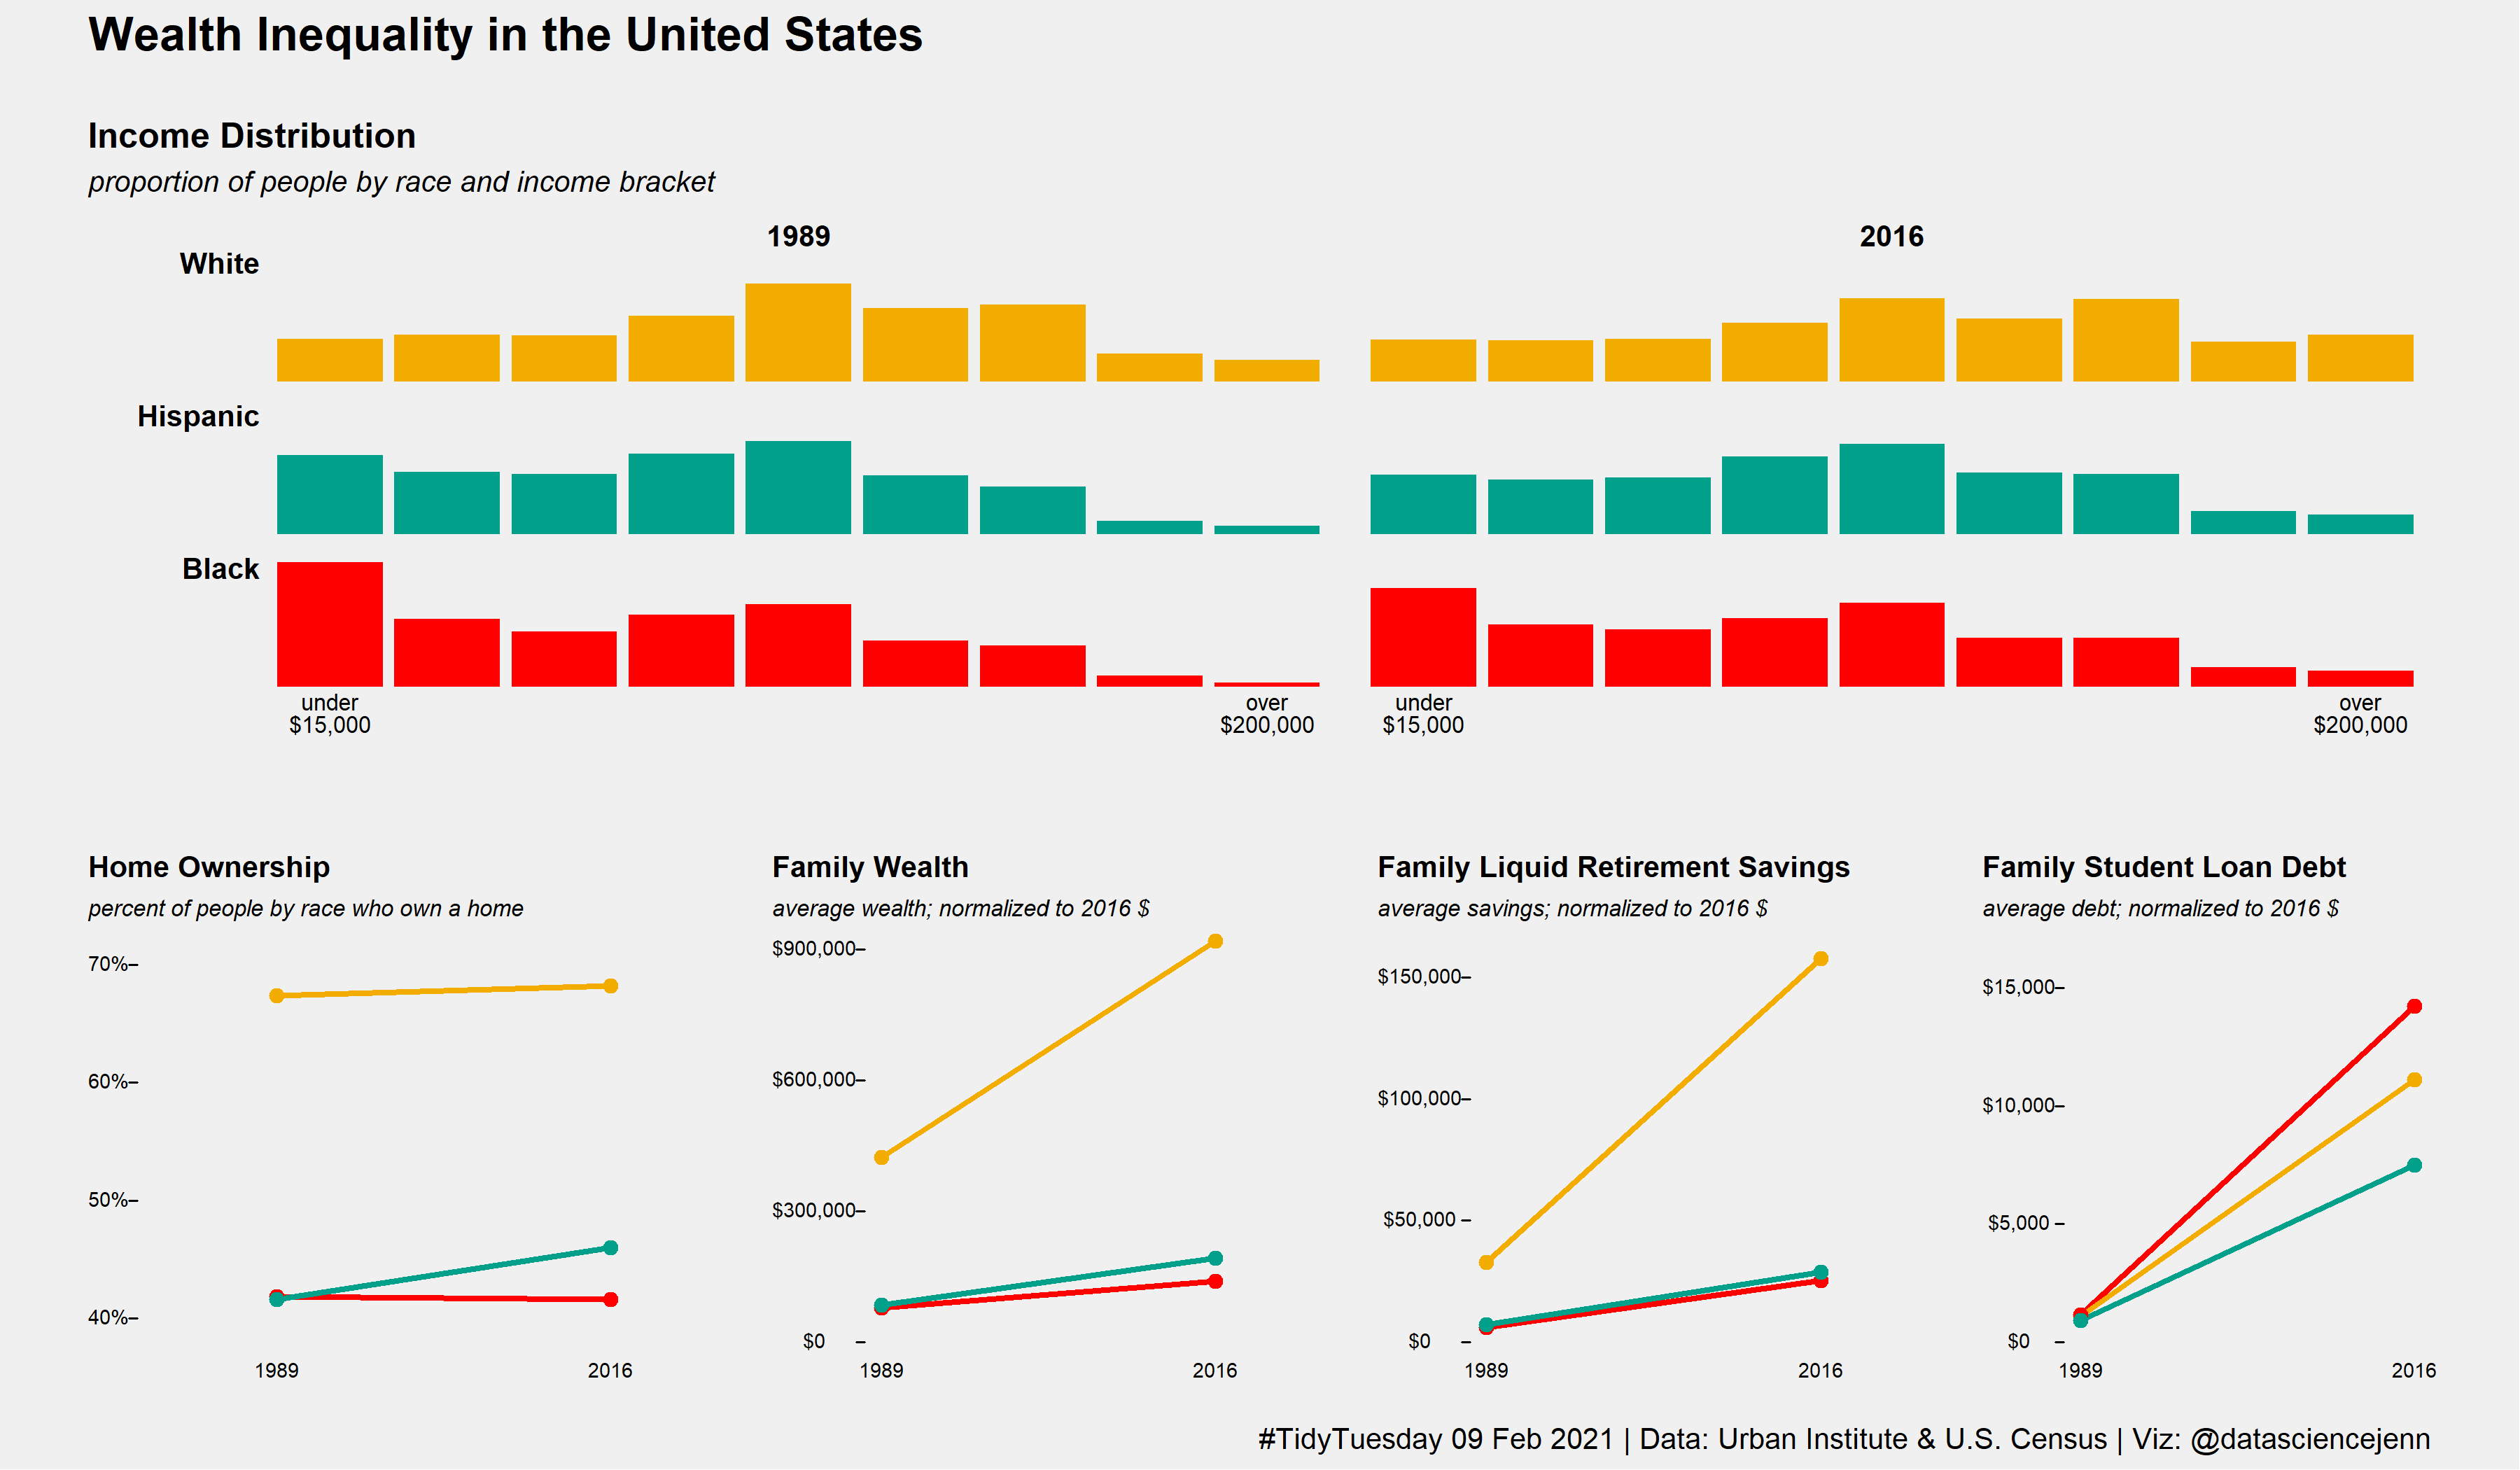 Wealth Inequality in the United States
Income Distribution
proportion of people by race and income bracket
1989
2016
White
Hispanic
Black
under
$15,000
over
$200,000
under
$15,000
over
$200,000
Home Ownership
percent of people by race who own a home
70%
60%
50%
40%
1989
2016
Family Wealth
average wealth; normalized to 2016 $
$900,000
$600,000
$300,000
$0
1989
2016
Family Liquid Retirement Savings
average savings; normalized to 2016 $
$150,000
$100,000
$50,000
$0
1989
2016
Family Student Loan Debt
average debt; normalized to 2016 $
$15,000
$10,000
$5,000
$0
1989
2016
#TidyTuesday 09 Feb 2021 | Data: Urban Institute & U.S. Census | Viz: @datasciencejenn